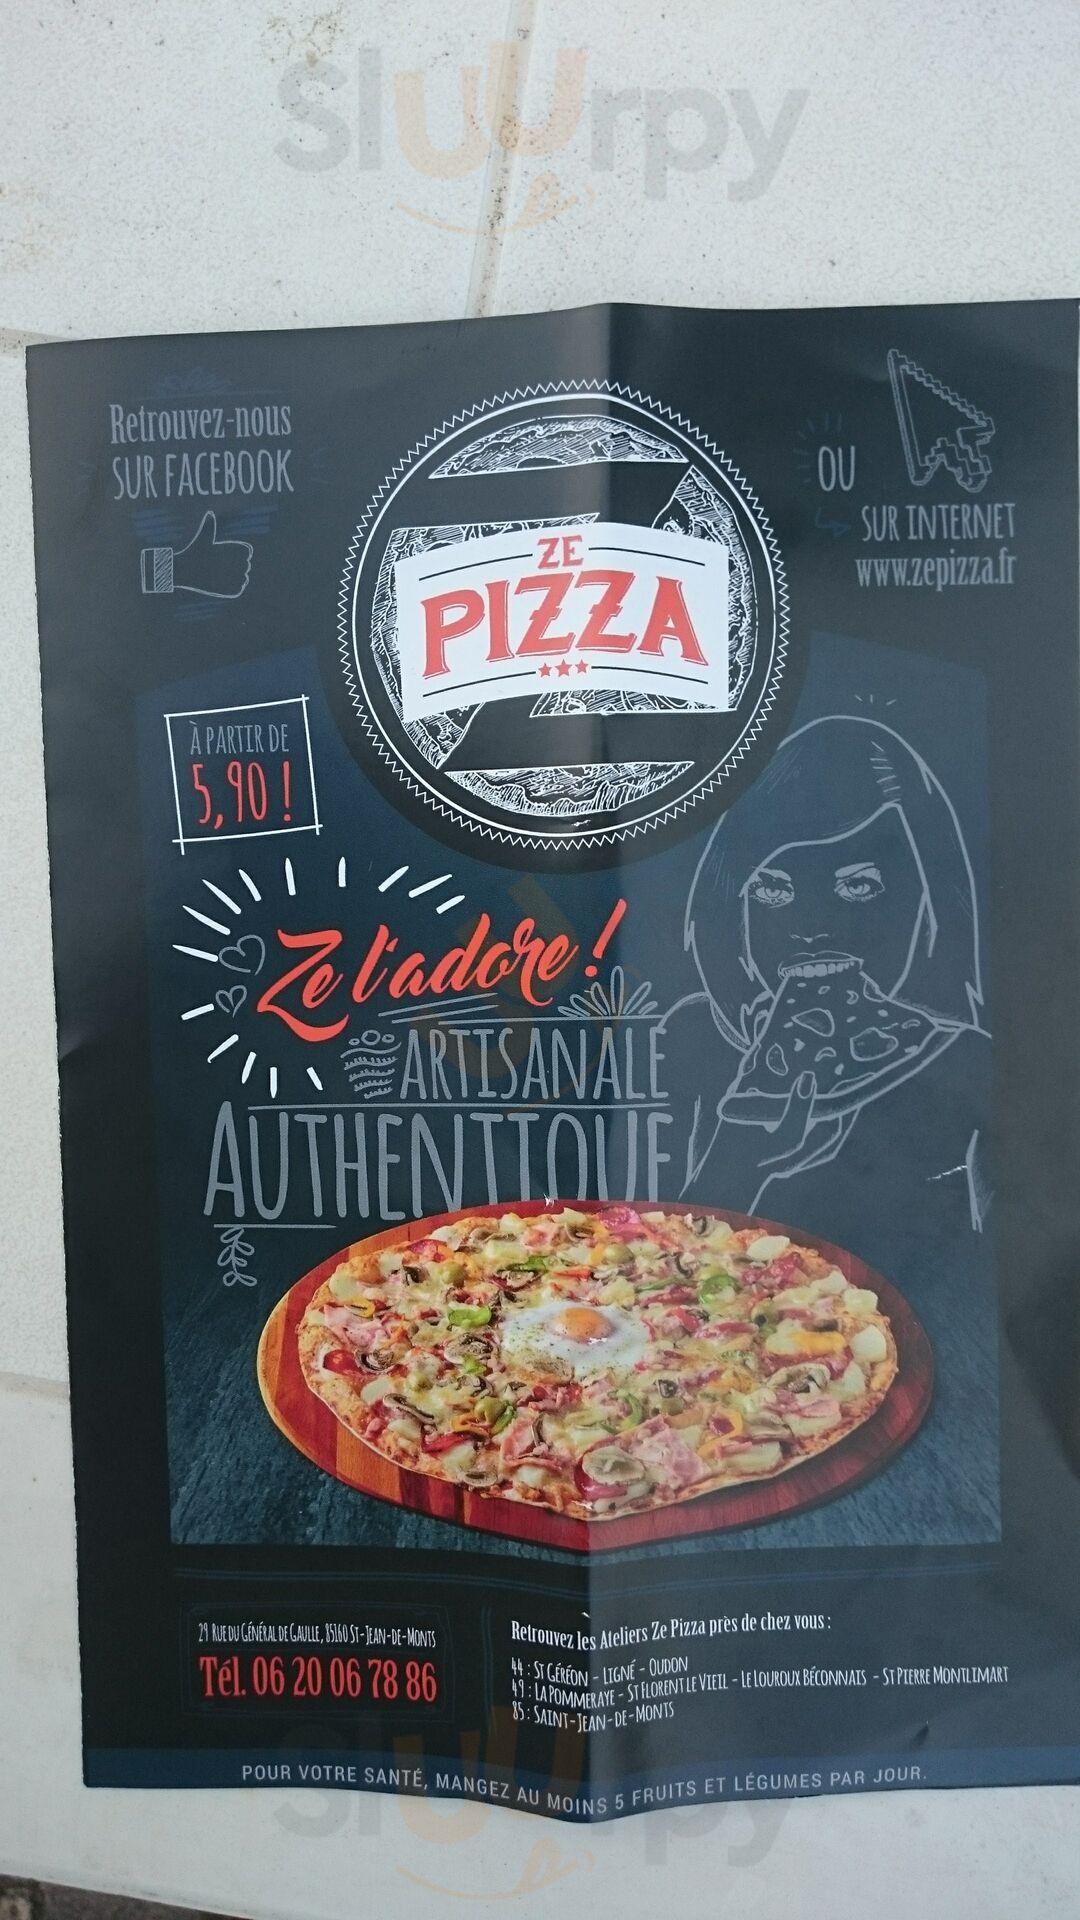 Sluurpy
Retrouvez-nous
SUR FACEBOOK
OU
SUR INTERNET
www.zepizza.fr
ZE
PIZZA
À PARTIR DE
5,90 !
Ze l'adore !
ARTISANALE
AUTHENTIQUE
29 RUE DU GÉNÉRAL DE GAULLE, 85160 ST-JEAN-DE-MONTS
Tél. 06 20 06 78 86
Retrouvez les Ateliers Ze Pizza près de chez vous :
44 : ST GÉRÉON - LIGNÉ - OUDON
49 : LA POMMERAYE - ST FLORENT LE VIEIL - LE LOUROUX BÉCONNAIS - ST PIERRE MONTLIMART
85 : SAINT-JEAN-DE-MONTS
POUR VOTRE SANTÉ, MANGEZ AU MOINS 5 FRUITS ET LÉGUMES PAR JOUR.
Sluurpy